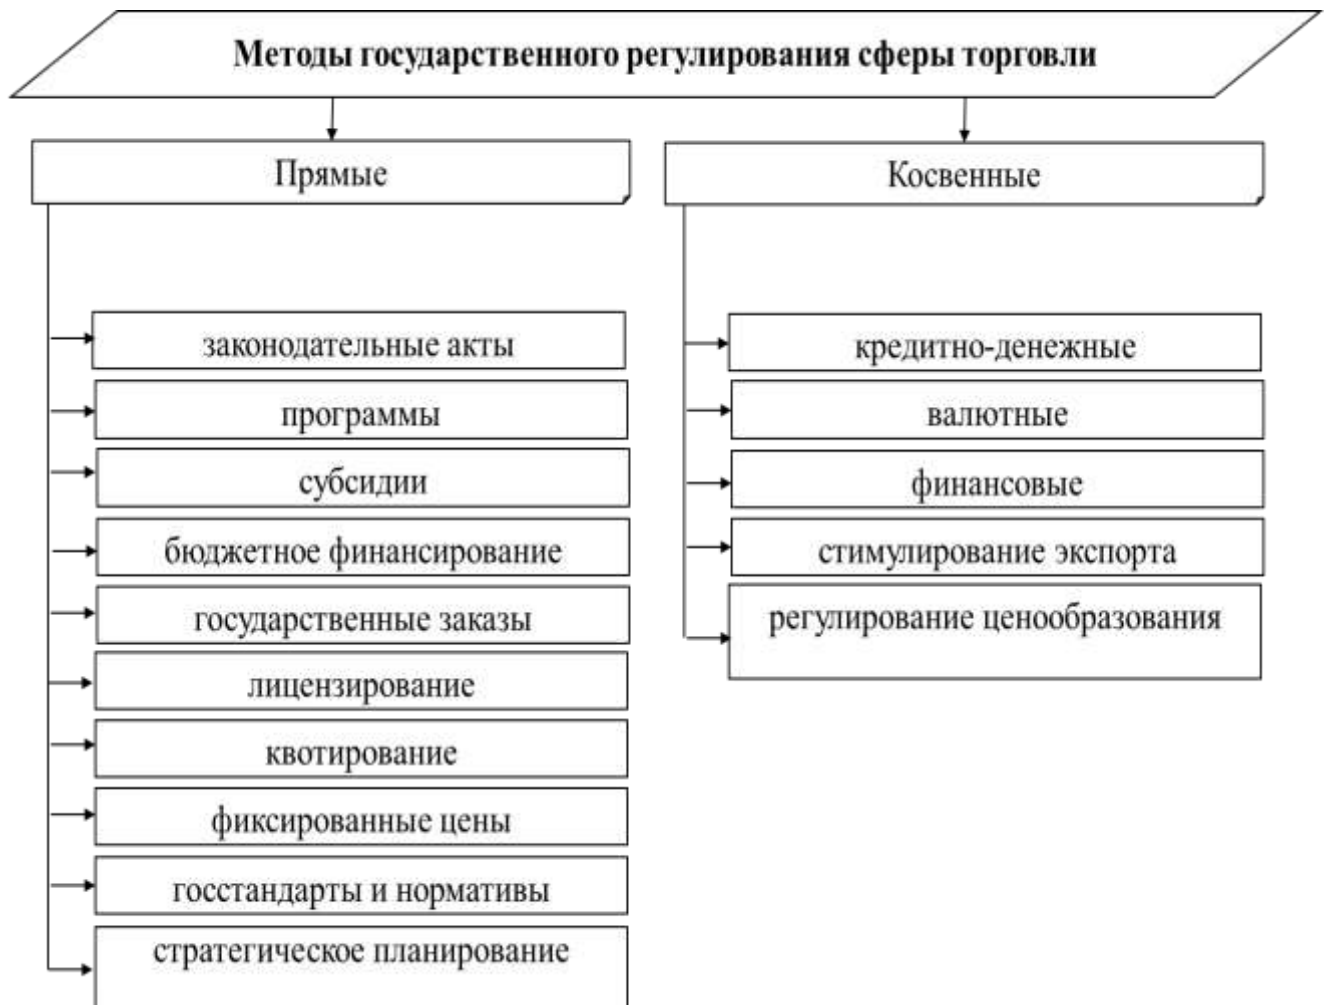 Методы государственного регулирования сферы торговли
Прямые
законодательные акты
программы
субсидии
бюджетное финансирование
государственные заказы
лицензирование
квотирование
фиксированные цены
госстандарты и нормативы
стратегическое планирование
Косвенные
кредитно-денежные
валютные
финансовые
стимулирование экспорта
регулирование ценообразования